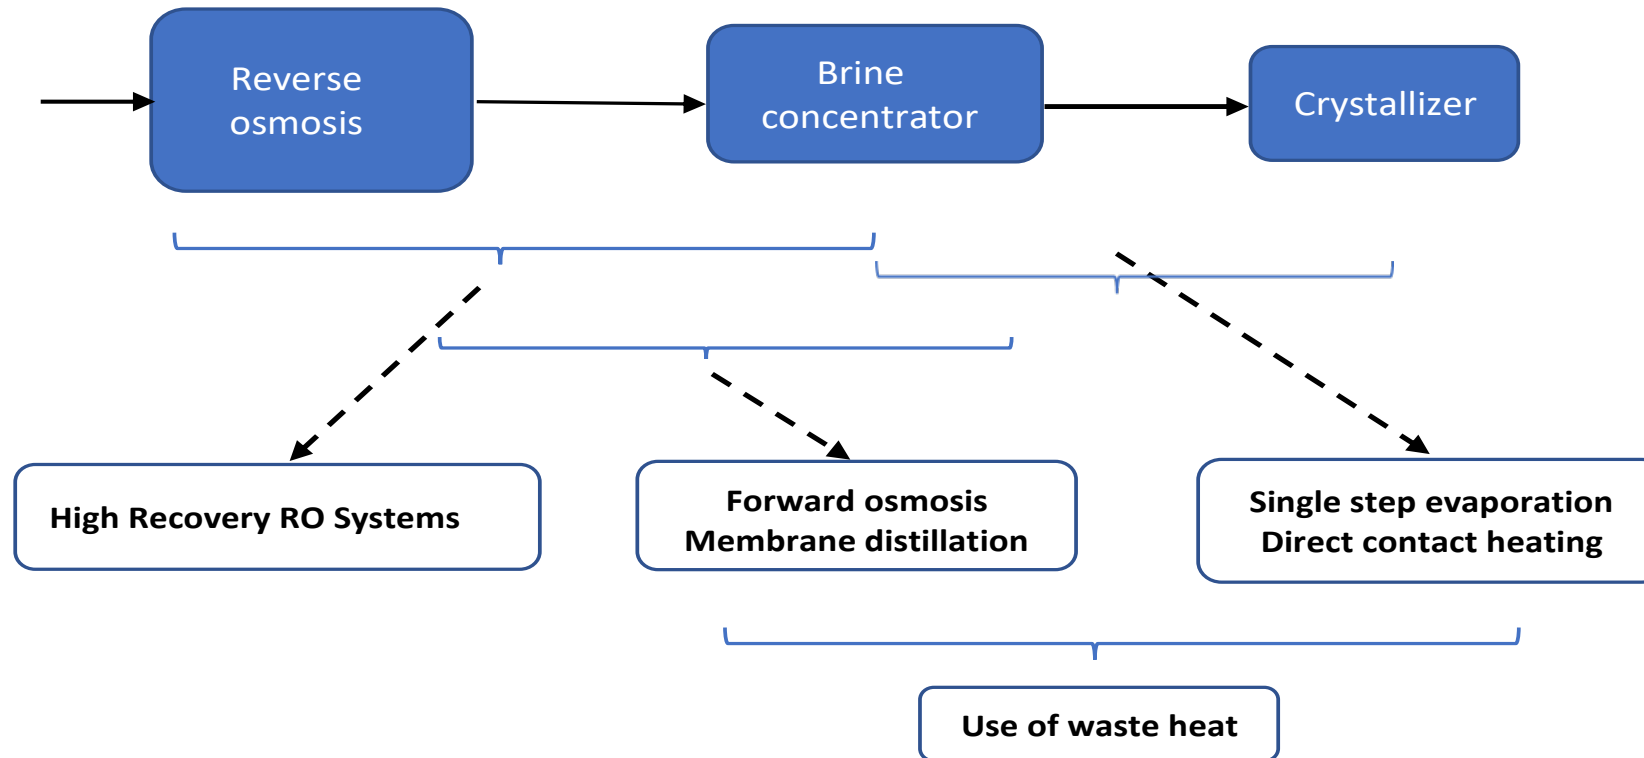 Reverse
osmosis
Brine
concentrator
Crystallizer
High Recovery RO Systems
Forward osmosis
Membrane distillation
Single step evaporation
Direct contact heating
Use of waste heat